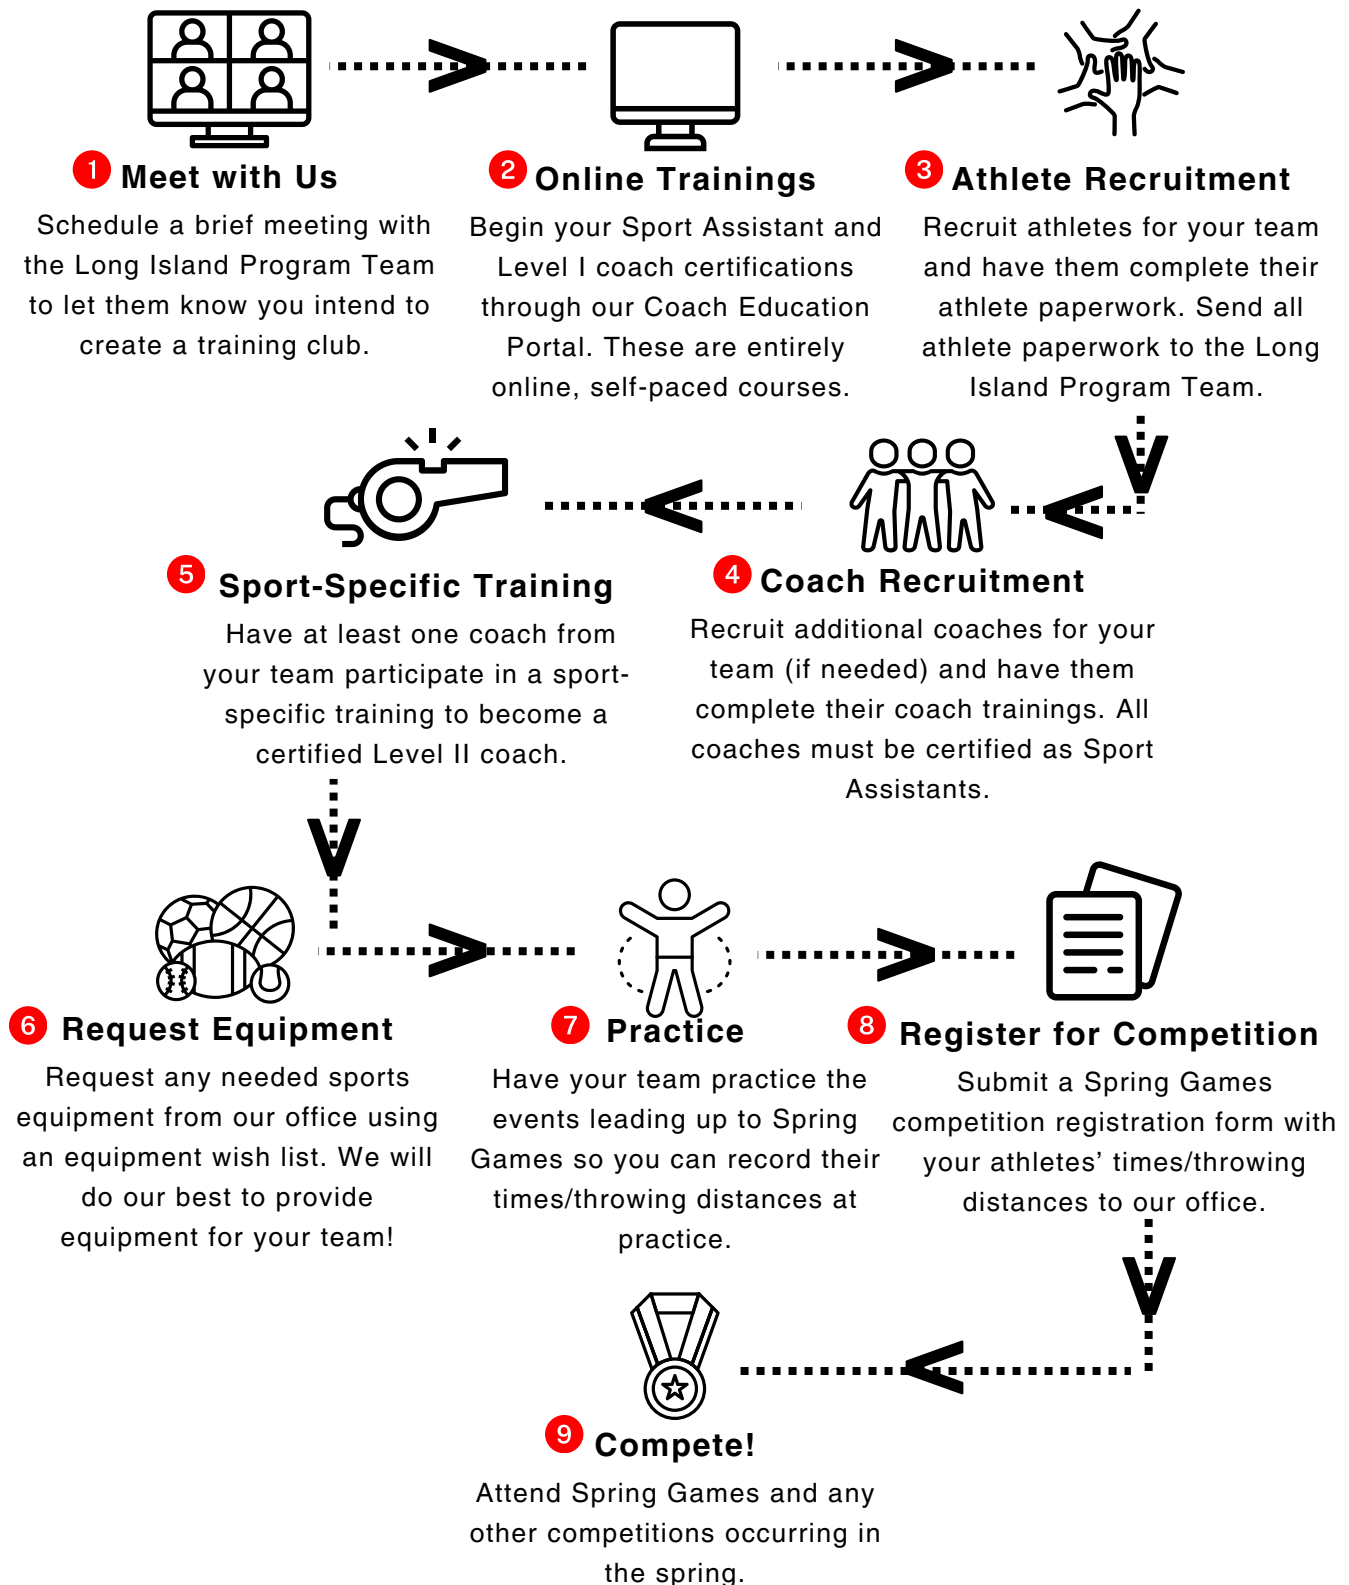 1 Meet with Us
Schedule a brief meeting with
the Long Island Program Team
to let them know you intend to
create a training club.
2 Online Trainings
Begin your Sport Assistant and
Level I coach certifications
through our Coach Education
Portal. These are entirely
online, self-paced courses.
3 Athlete Recruitment
Recruit athletes for your team
and have them complete their
athlete paperwork. Send all
athlete paperwork to the Long
Island Program Team.
4 Coach Recruitment
Recruit additional coaches for your
team (if needed) and have them
complete their coach trainings. All
coaches must be certified as Sport
Assistants.
5 Sport-Specific Training
Have at least one coach from
your team participate in a sport-
specific training to become a
certified Level II coach.
6 Request Equipment
Request any needed sports
equipment from our office using
an equipment wish list. We will
do our best to provide
equipment for your team!
7 Practice
Have your team practice the
events leading up to Spring
Games so you can record their
times/throwing distances at
practice.
8 Register for Competition
Submit a Spring Games
competition registration form with
your athletes’ times/throwing
distances to our office.
9 Compete!
Attend Spring Games and any
other competitions occurring in
the spring.